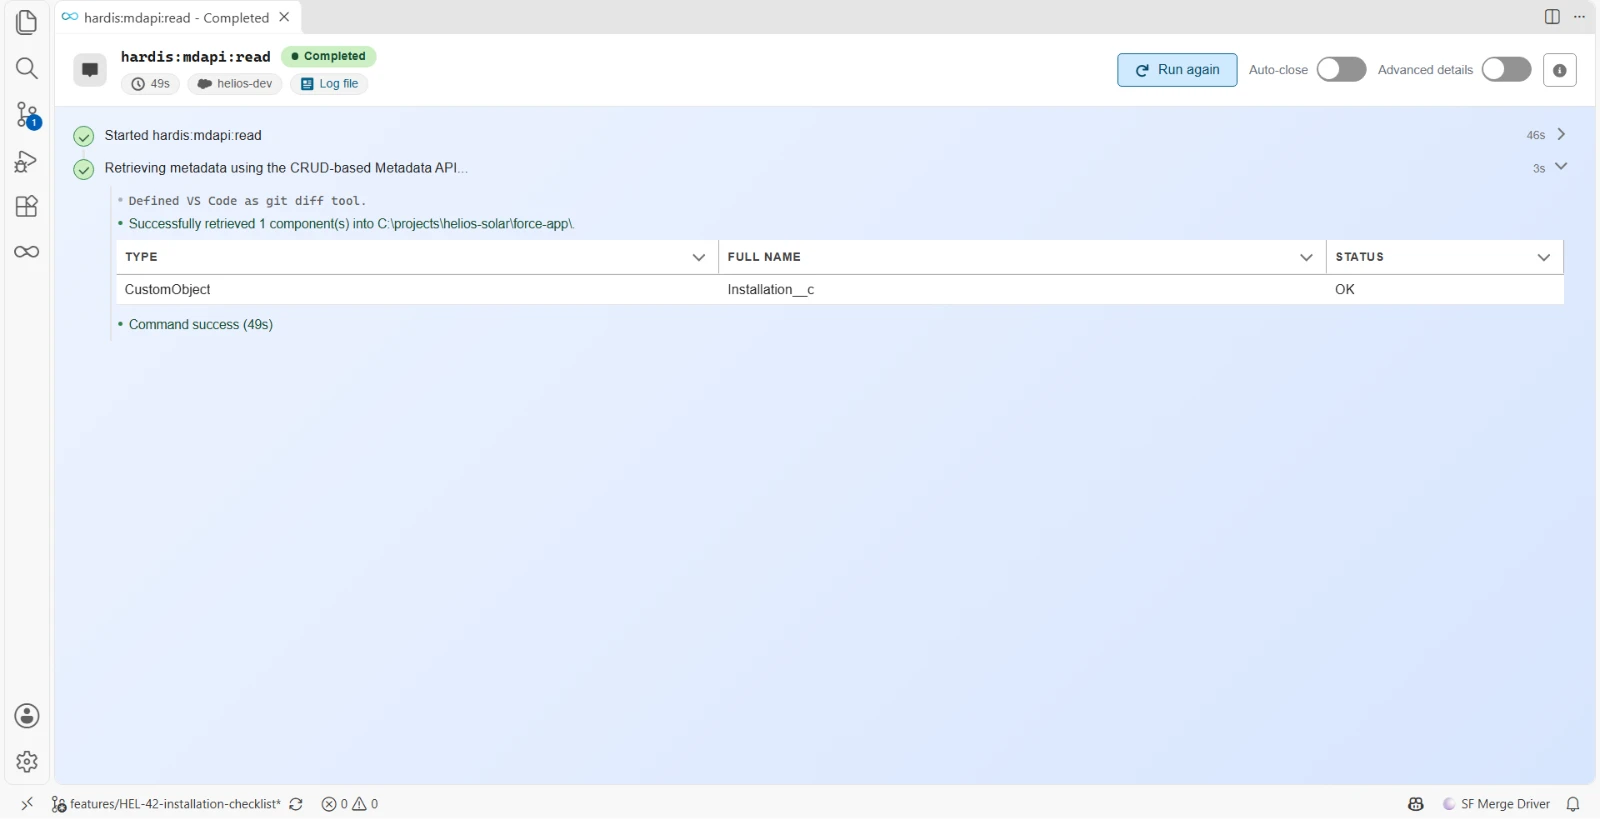 hardis:mdapi:read - Completed
hardis:mdapi:read
Completed
49s
helios-dev
Log file
Run again
Auto-close
Advanced details
Started hardis:mdapi:read
46s
Retrieving metadata using the CRUD-based Metadata API...
3s
Defined VS Code as git diff tool.
Successfully retrieved 1 component(s) into C:\projects\helios-solar\force-app\.
TYPE FULL NAME STATUS
CustomObject Installation__c OK
Command success (49s)
1
features/HEL-42-installation-checklist* 0 0 SF Merge Driver